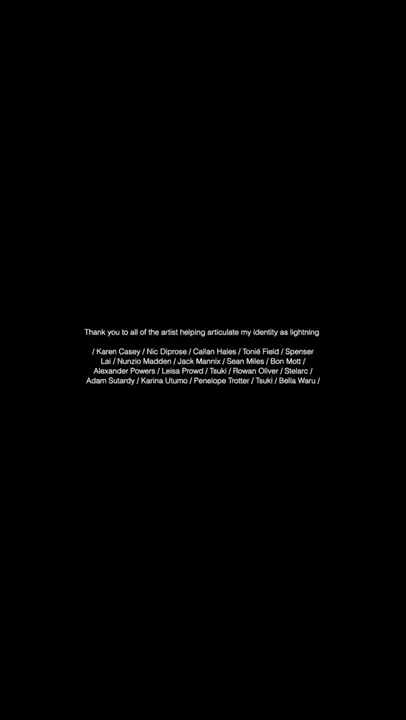 Thank you to all of the artist helping articulate my identity as lightning
/ Karen Casey / Nic Diprose / Callan Hales / Tonié Field / Spenser
Lai / Nunzio Madden / Jack Mannix / Sean Miles / Bon Mott /
Alexander Powers / Leisa Prowd / Tsuki / Rowan Oliver / Stelarc /
Adam Sutardy / Karina Utumo / Penelope Trotter / Tsuki / Bella Waru /